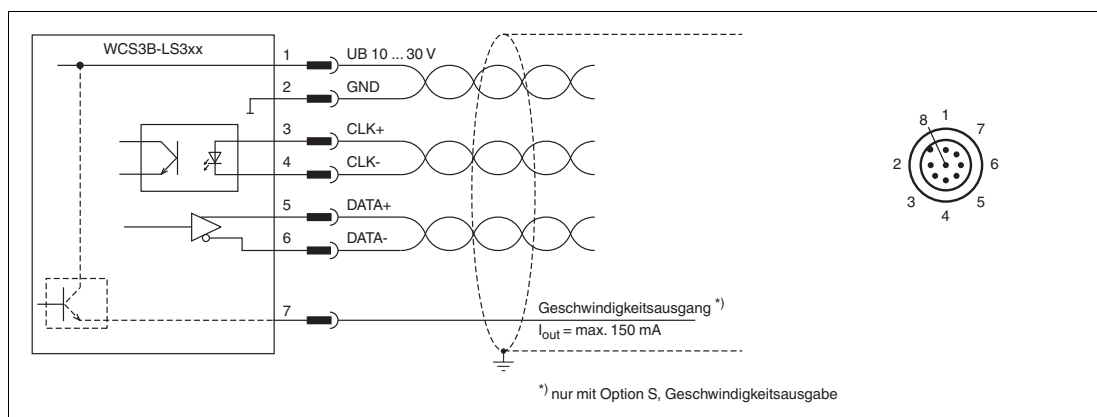 WCS3B-LS3xx
1 UB 10 ... 30 V
2 GND
3 CLK+
4 CLK-
5 DATA+
6 DATA-
7 Geschwindigkeitsausgang *)
Iout = max. 150 mA
*) nur mit Option S, Geschwindigkeitsausgabe
8 1 7
2 6
3 4 5